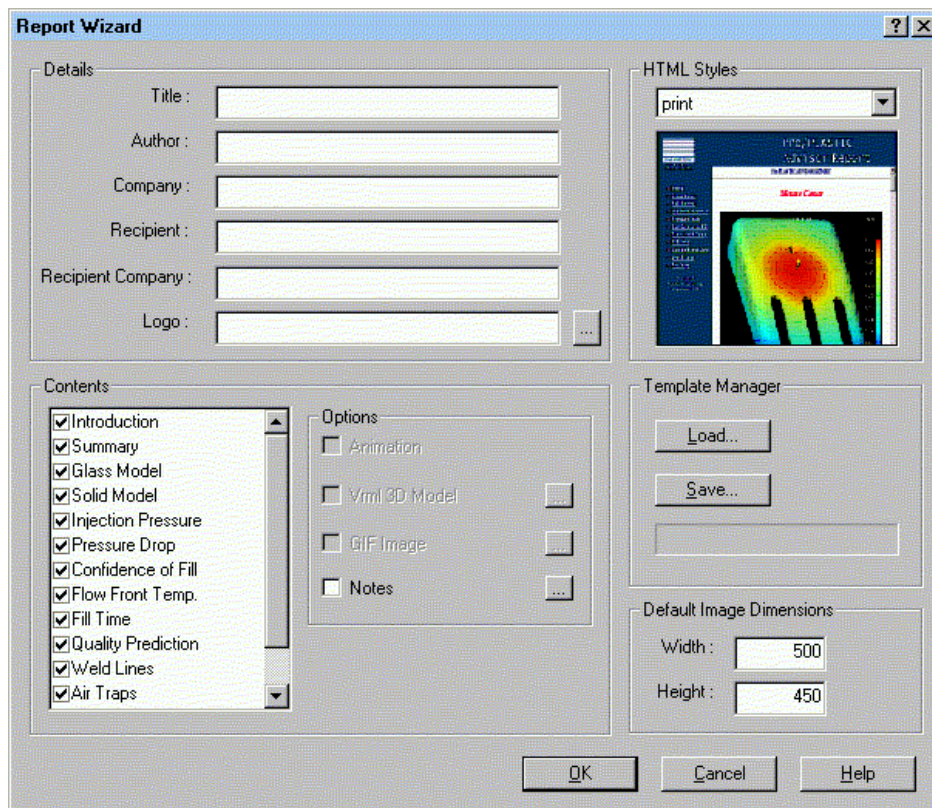 Report Wizard
Details
Title :
Author :
Company :
Recipient :
Recipient Company :
Logo :
...
HTML Styles
print
Contents
Introduction
Summary
Glass Model
Solid Model
Injection Pressure
Pressure Drop
Confidence of Fill
Flow Front Temp.
Fill Time
Quality Prediction
Weld Lines
Air Traps
Options
Animation
Vrml 3D Model
...
GIF Image
...
Notes
...
Template Manager
Load...
Save...
Default Image Dimensions
Width : 500
Height : 450
OK
Cancel
Help